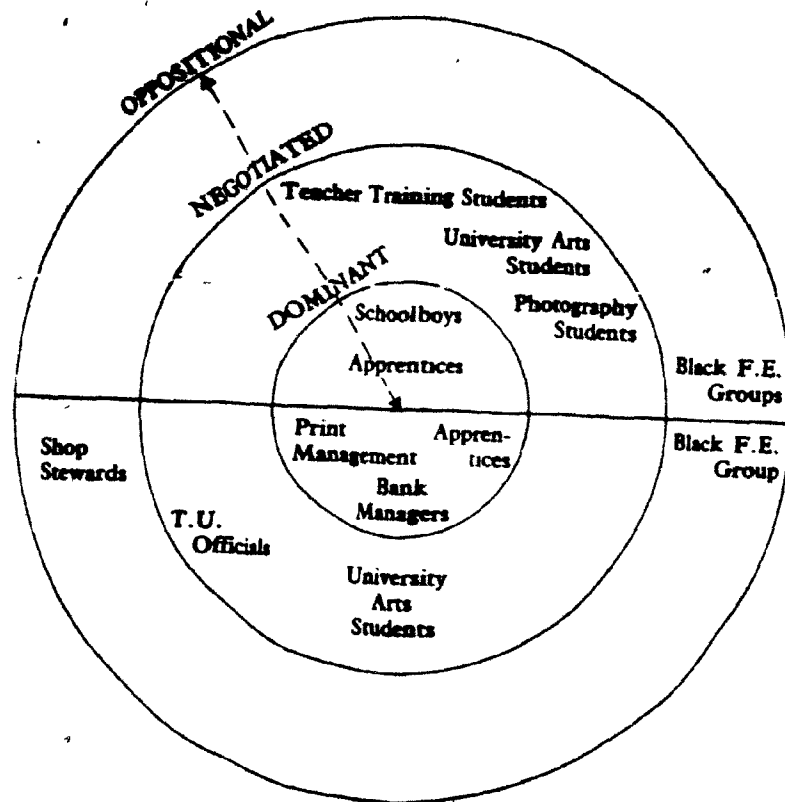 OPPOSITIONAL
NEGOTIATED
DOMINANT
Teacher Training Students
University Arts
Students
Photography
Students
Schoolboys
Apprentices
Black F.E.
Groups
Shop
Stewards
Print
Management
Appren-
tices
Bank
Managers
Black F.E.
Group
T.U.
Officials
University
Arts
Students